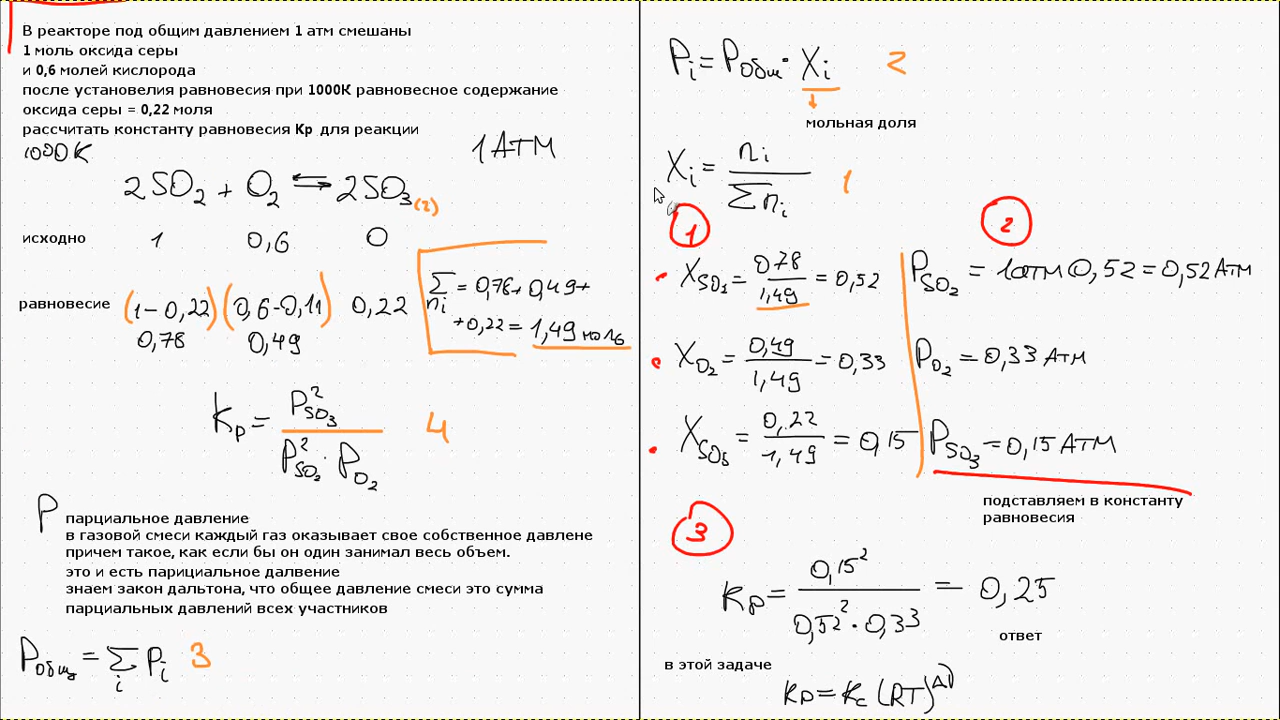 В реакторе под общим давлением 1 атм смешаны
1 моль оксида серы
и 0,6 молей кислорода
после установелия равновесия при 1000К равновесное содержание
оксида серы = 0,22 моля
рассчитать константу равновесия Кр для реакции
1000К
1 АТМ
2SO₂ + O₂ ⇌ 2SO₃ (г)
исходно 1 0,6 0
равновесие (1-0,22) (0,6-0,11) 0,22
0,78 0,49
Σnᵢ = 0,76+0,49+
+0,22 = 1,49 моль
Kp = P²SO₃ / P²SO₂ · PO₂ 4
P парциальное давление
в газовой смеси каждый газ оказывает свое собственное давлене
причем такое, как если бы он один занимал весь объем.
это и есть парициальное далвение
знаем закон дальтона, что общее давление смеси это сумма
парциальных давлений всех участников
Pобщ = Σᵢ Pᵢ 3
Pᵢ = Pобщ · Xᵢ 2
мольная доля
Xᵢ = nᵢ / Σnᵢ 1
1
XSO₂ = 0,78 / 1,49 = 0,52
XO₂ = 0,49 / 1,49 = 0,33
XSO₃ = 0,22 / 1,49 = 0,15
2
PSO₂ = 1атм 0,52 = 0,52 АТМ
PO₂ = 0,33 АТМ
PSO₃ = 0,15 АТМ
подставляем в константу
равновесия
3
Kp = 0,15² / 0,52² · 0,33 = 0,25
ответ
в этой задаче
Kp = Kc (RT)